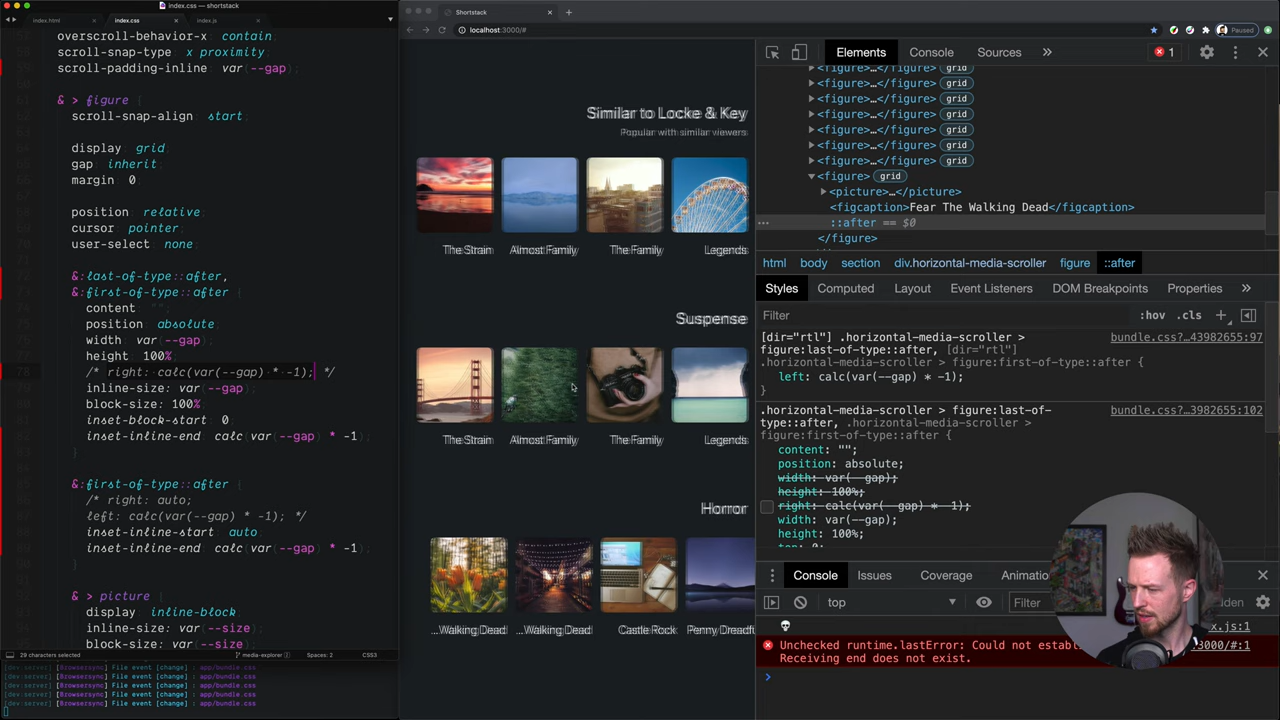 index.css — shortstack
index.html
index.css
index.js
overscroll-behavior-x: contain
scroll-snap-type: x proximity
scroll-padding-inline: var(--gap);
& > figure
scroll-snap-align: start
display: grid
gap: inherit
margin: 0
position: relative
cursor: pointer
user-select: none
&:last-of-type::after,
&:first-of-type::after {
content: ""
position: absolute
width: var(--gap);
height: 100%
/* right: calc(var(--gap) * -1); */
inline-size: var(--gap);
block-size: 100%
inset-block-start: 0
inset-inline-end: calc(var(--gap) * -1);
}
&:first-of-type::after {
/* right: auto;
left: calc(var(--gap) * -1); */
inset-inline-start: auto
inset-inline-end: calc(var(--gap) * -1);
}
& > picture
display: inline-block
inline-size: var(--size);
block-size: var(--size);
29 characters selected
media-explorer
Spaces: 2
CSS3
[dev:server] [Browsersync] File event [change] : app/bundle.css
[dev:server] [Browsersync] File event [change] : app/bundle.css
[dev:server] [Browsersync] File event [change] : app/bundle.css
[dev:server] [Browsersync] File event [change] : app/bundle.css
[dev:server] [Browsersync] File event [change] : app/bundle.css
Shortstack
localhost:3000/#
Paused
Similar to Locke & Key
Popular with similar viewers
The Strain
Almost Family
The Family
Legends
Suspense
The Strain
Almost Family
The Family
Legends
Horror
...Walking Dead
...Walking Dead
Castle Rock
Penny Dreadfu
Elements
Console
Sources
1
<figure>…</figure> grid
<figure>…</figure> grid
<figure>…</figure> grid
<figure>…</figure> grid
<figure>…</figure> grid
<figure>…</figure> grid
<figure>…</figure> grid
<figure> grid
<picture>…</picture>
<figcaption>Fear The Walking Dead</figcaption>
::after == $0
</figure>
html body section div.horizontal-media-scroller figure ::after
Styles
Computed
Layout
Event Listeners
DOM Breakpoints
Properties
Filter
:hov .cls
[dir="rtl"] .horizontal-media-scroller > bundle.css?…43982655:97
figure:last-of-type::after, [dir="rtl"]
.horizontal-media-scroller > figure:first-of-type::after {
left: calc(var(--gap) * -1);
}
.horizontal-media-scroller > figure:last-of- bundle.css?…3982655:102
type::after, .horizontal-media-scroller >
figure:first-of-type::after {
content: "";
position: absolute;
width: var(--gap);
height: 100%;
right: calc(var(--gap) * -1);
width: var(--gap);
height: 100%;
top: 0;
Console
Issues
Coverage
Animat
top
Filter
dden
x.js:1
Unchecked runtime.lastError: Could not establ
3000/#:1
Receiving end does not exist.